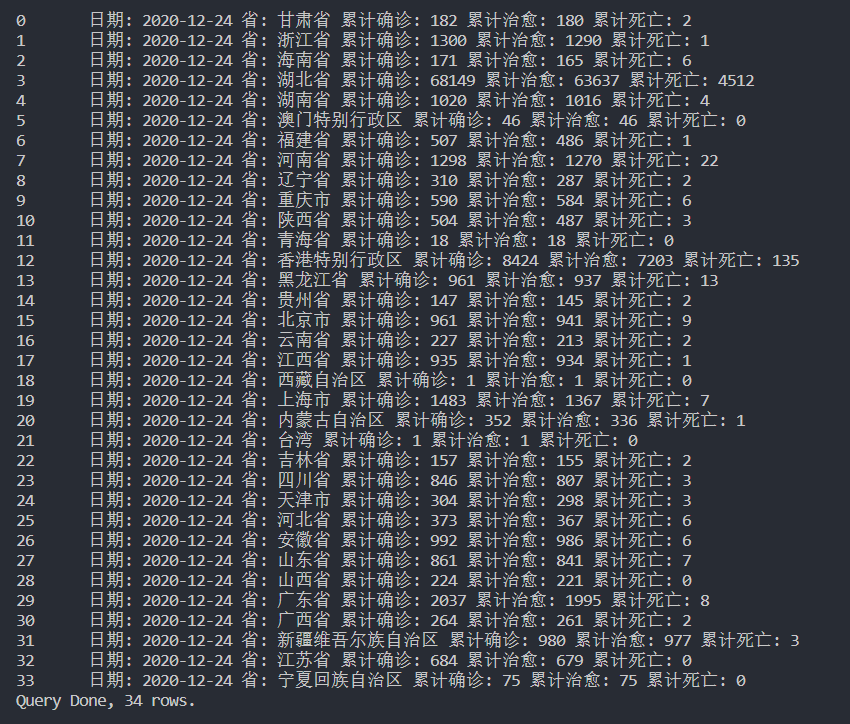 0 日期: 2020-12-24 省: 甘肃省 累计确诊: 182 累计治愈: 180 累计死亡: 2
1 日期: 2020-12-24 省: 浙江省 累计确诊: 1300 累计治愈: 1290 累计死亡: 1
2 日期: 2020-12-24 省: 海南省 累计确诊: 171 累计治愈: 165 累计死亡: 6
3 日期: 2020-12-24 省: 湖北省 累计确诊: 68149 累计治愈: 63637 累计死亡: 4512
4 日期: 2020-12-24 省: 湖南省 累计确诊: 1020 累计治愈: 1016 累计死亡: 4
5 日期: 2020-12-24 省: 澳门特别行政区 累计确诊: 46 累计治愈: 46 累计死亡: 0
6 日期: 2020-12-24 省: 福建省 累计确诊: 507 累计治愈: 486 累计死亡: 1
7 日期: 2020-12-24 省: 河南省 累计确诊: 1298 累计治愈: 1270 累计死亡: 22
8 日期: 2020-12-24 省: 辽宁省 累计确诊: 310 累计治愈: 287 累计死亡: 2
9 日期: 2020-12-24 省: 重庆市 累计确诊: 590 累计治愈: 584 累计死亡: 6
10 日期: 2020-12-24 省: 陕西省 累计确诊: 504 累计治愈: 487 累计死亡: 3
11 日期: 2020-12-24 省: 青海省 累计确诊: 18 累计治愈: 18 累计死亡: 0
12 日期: 2020-12-24 省: 香港特别行政区 累计确诊: 8424 累计治愈: 7203 累计死亡: 135
13 日期: 2020-12-24 省: 黑龙江省 累计确诊: 961 累计治愈: 937 累计死亡: 13
14 日期: 2020-12-24 省: 贵州省 累计确诊: 147 累计治愈: 145 累计死亡: 2
15 日期: 2020-12-24 省: 北京市 累计确诊: 961 累计治愈: 941 累计死亡: 9
16 日期: 2020-12-24 省: 云南省 累计确诊: 227 累计治愈: 213 累计死亡: 2
17 日期: 2020-12-24 省: 江西省 累计确诊: 935 累计治愈: 934 累计死亡: 1
18 日期: 2020-12-24 省: 西藏自治区 累计确诊: 1 累计治愈: 1 累计死亡: 0
19 日期: 2020-12-24 省: 上海市 累计确诊: 1483 累计治愈: 1367 累计死亡: 7
20 日期: 2020-12-24 省: 内蒙古自治区 累计确诊: 352 累计治愈: 336 累计死亡: 1
21 日期: 2020-12-24 省: 台湾 累计确诊: 1 累计治愈: 1 累计死亡: 0
22 日期: 2020-12-24 省: 吉林省 累计确诊: 157 累计治愈: 155 累计死亡: 2
23 日期: 2020-12-24 省: 四川省 累计确诊: 846 累计治愈: 807 累计死亡: 3
24 日期: 2020-12-24 省: 天津市 累计确诊: 304 累计治愈: 298 累计死亡: 3
25 日期: 2020-12-24 省: 河北省 累计确诊: 373 累计治愈: 367 累计死亡: 6
26 日期: 2020-12-24 省: 安徽省 累计确诊: 992 累计治愈: 986 累计死亡: 6
27 日期: 2020-12-24 省: 山东省 累计确诊: 861 累计治愈: 841 累计死亡: 7
28 日期: 2020-12-24 省: 山西省 累计确诊: 224 累计治愈: 221 累计死亡: 0
29 日期: 2020-12-24 省: 广东省 累计确诊: 2037 累计治愈: 1995 累计死亡: 8
30 日期: 2020-12-24 省: 广西省 累计确诊: 264 累计治愈: 261 累计死亡: 2
31 日期: 2020-12-24 省: 新疆维吾尔族自治区 累计确诊: 980 累计治愈: 977 累计死亡: 3
32 日期: 2020-12-24 省: 江苏省 累计确诊: 684 累计治愈: 679 累计死亡: 0
33 日期: 2020-12-24 省: 宁夏回族自治区 累计确诊: 75 累计治愈: 75 累计死亡: 0
Query Done, 34 rows.